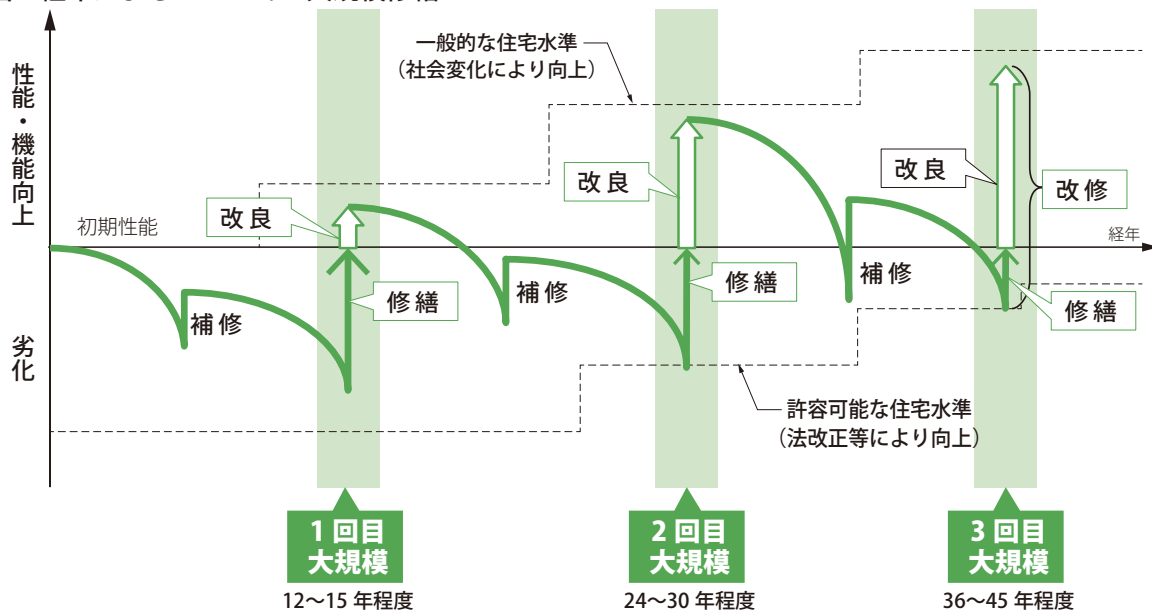 性能・機能向上
劣化
一般的な住宅水準
（社会変化により向上）
初期性能
改良
改良
改良
改修
経年
補修
修繕
補修
修繕
補修
修繕
許容可能な住宅水準
（法改正等により向上）
1回目
大規模
12～15 年程度
2回目
大規模
24～30 年程度
3回目
大規模
36～45 年程度